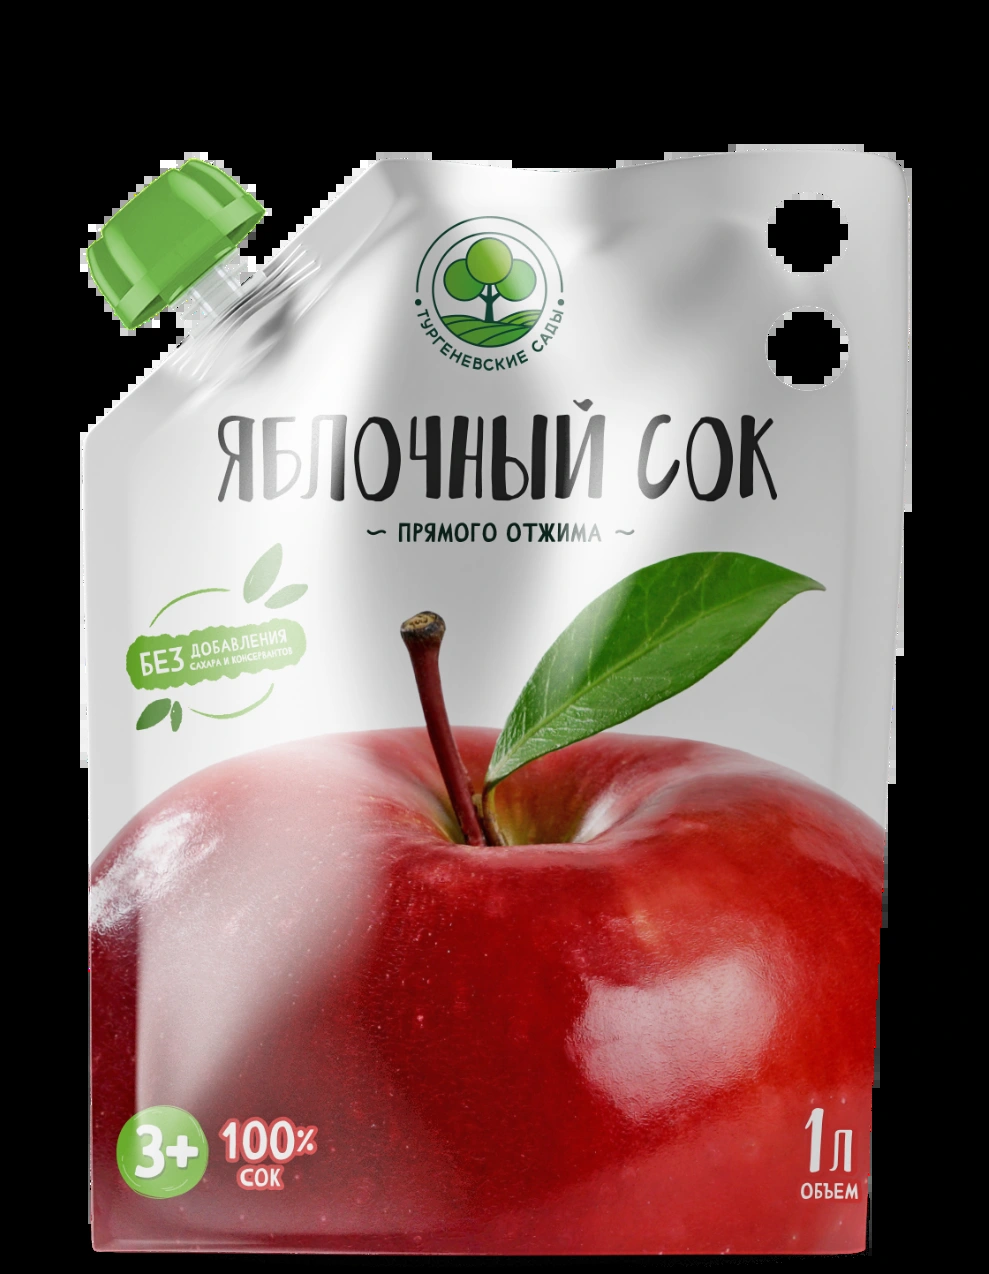 ТУРГЕНЕВСКИЕ САДЫ
ЯБЛОЧНЫЙ СОК
~ ПРЯМОГО ОТЖИМА ~
БЕЗ ДОБАВЛЕНИЯ
САХАРА И КОНСЕРВАНТОВ
3+
100%
СОК
1л
ОБЪЕМ